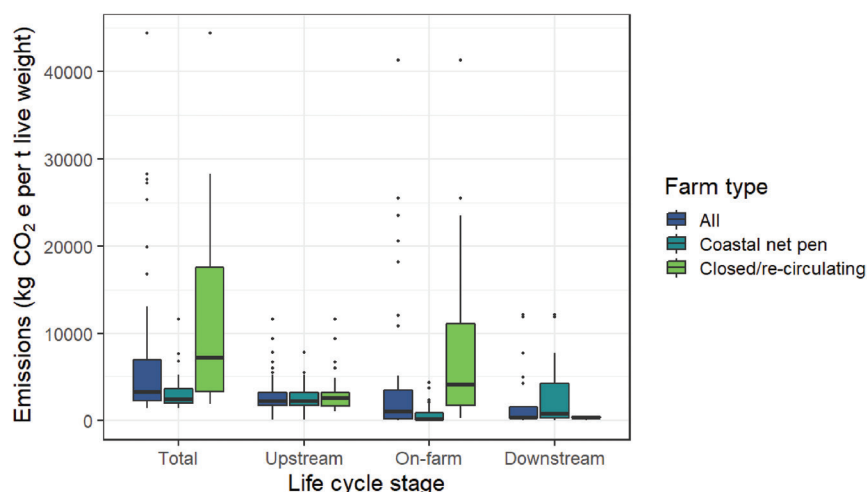 Emissions (kg CO₂ e per t live weight)
40000
30000
20000
10000
0
Total Upstream On-farm Downstream
Life cycle stage
Farm type
All
Coastal net pen
Closed/re-circulating